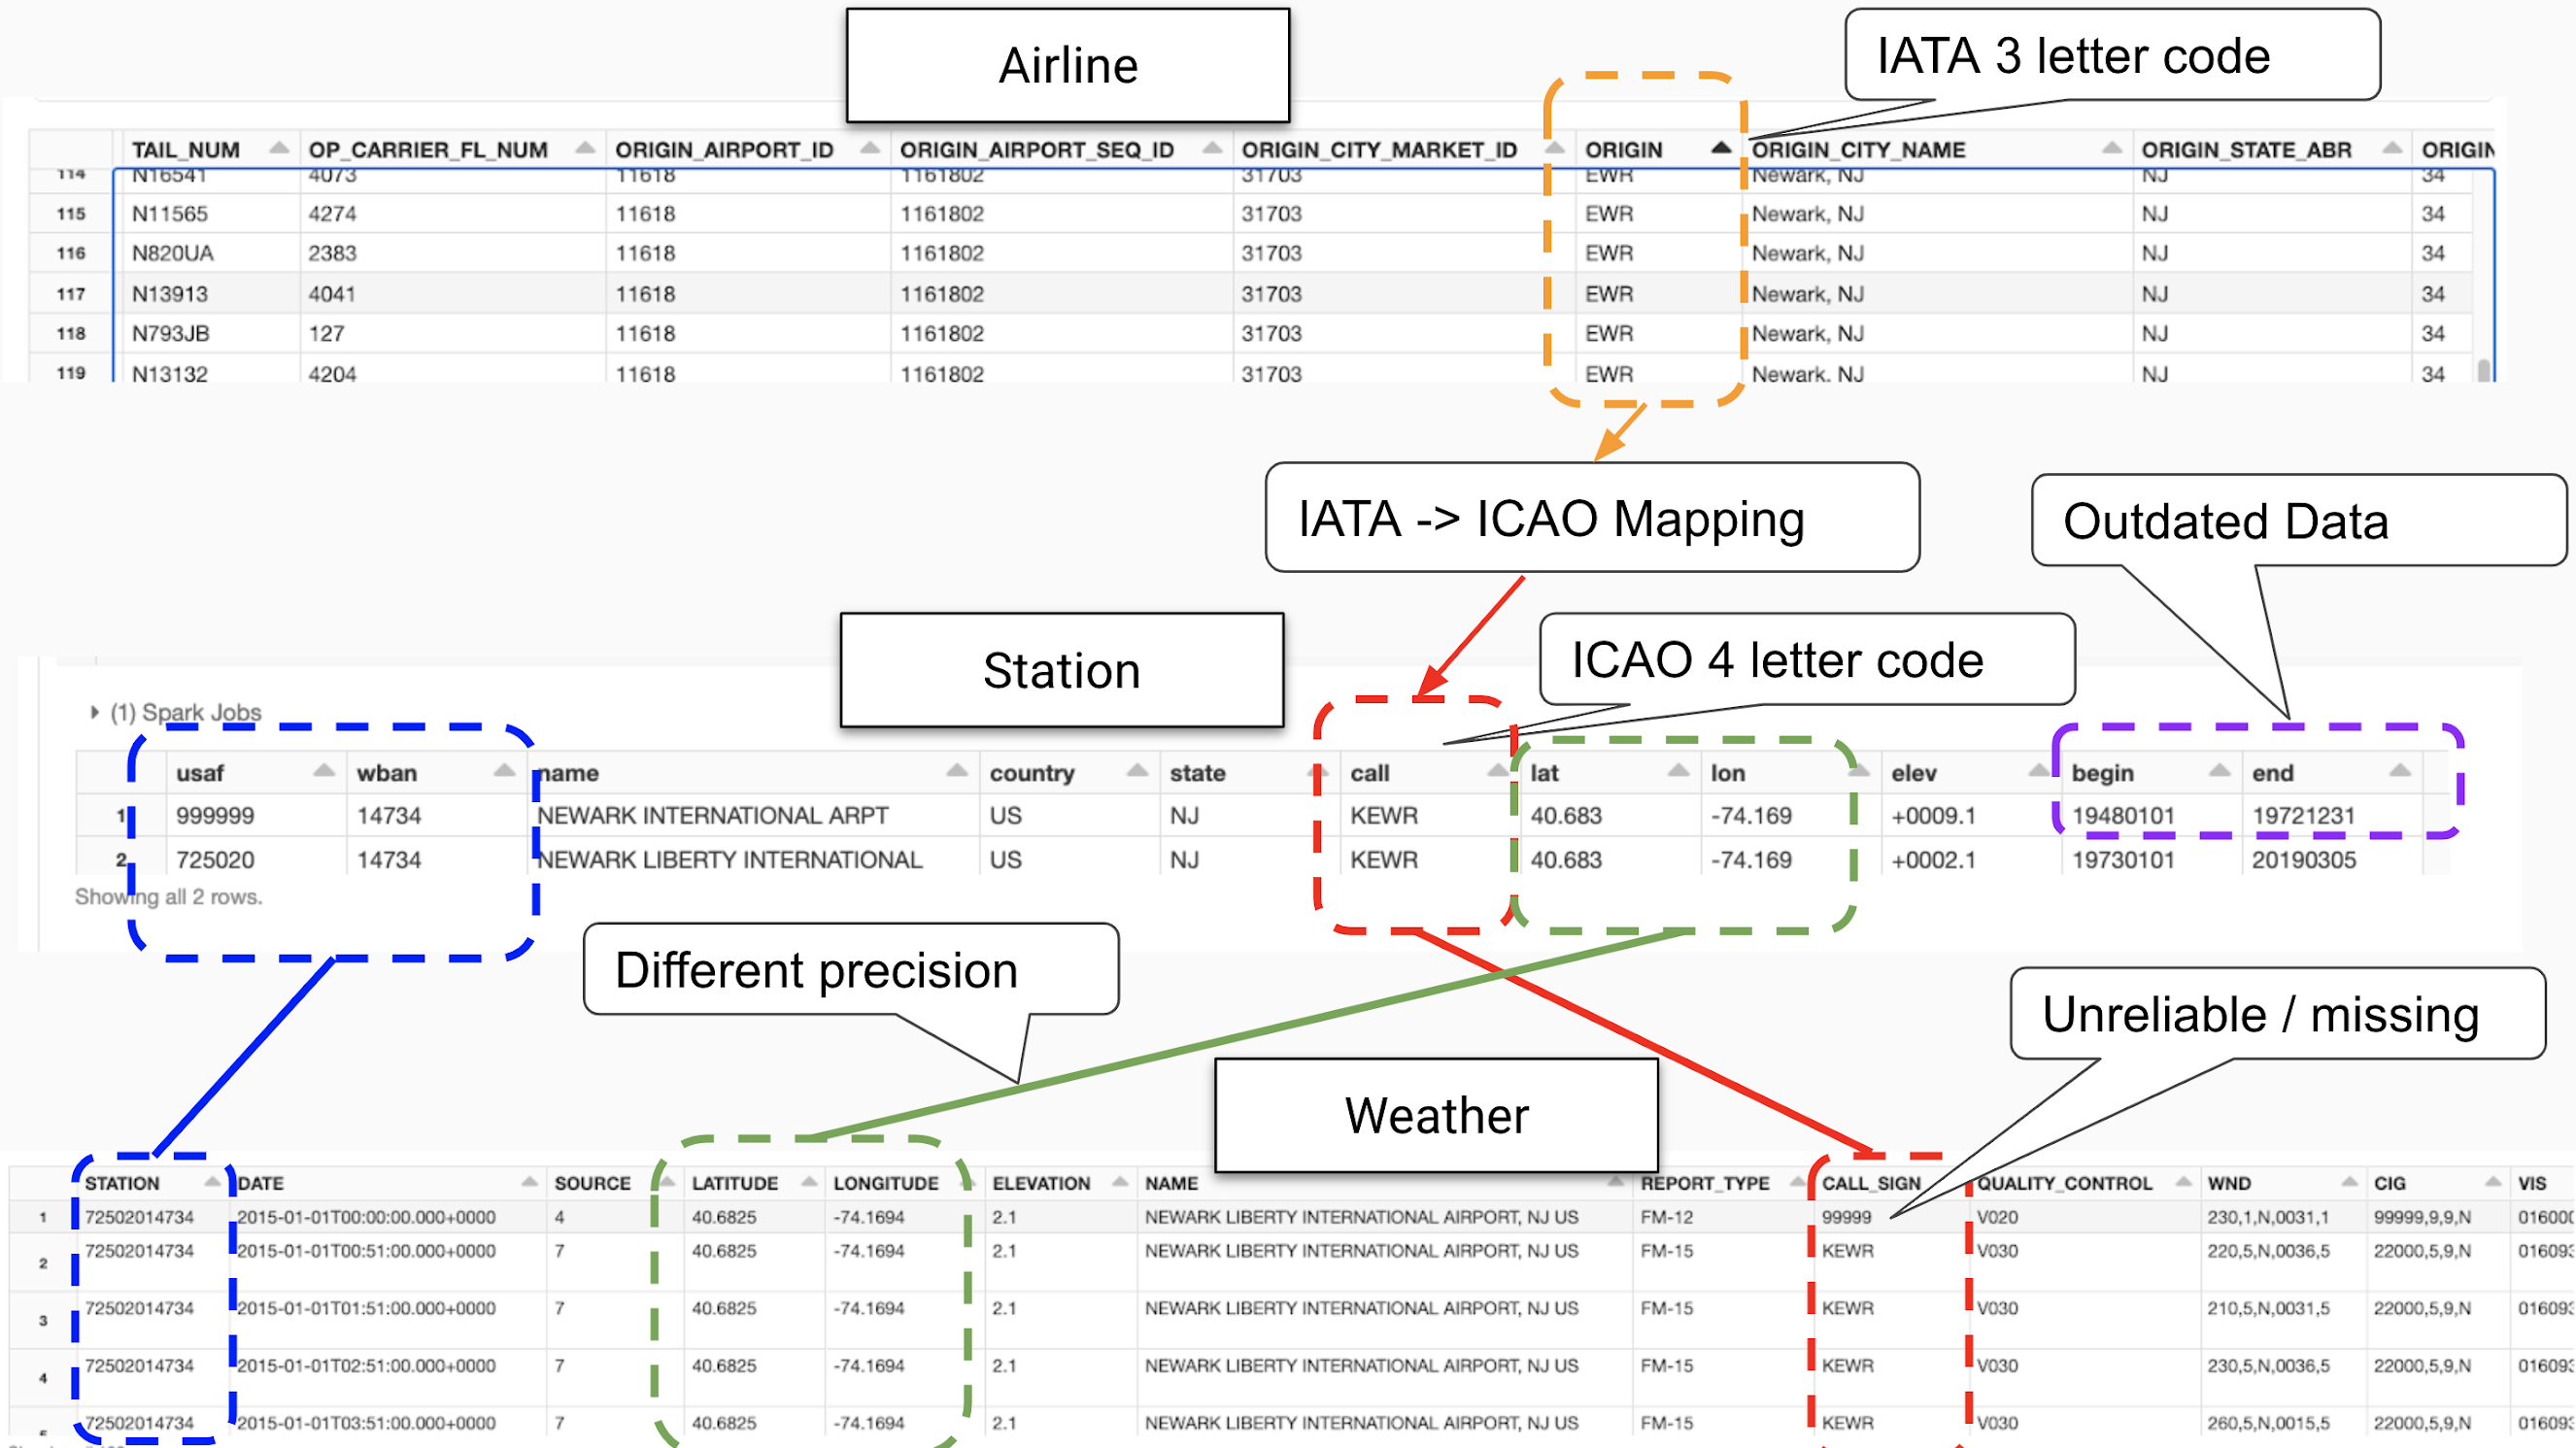 Airline
IATA 3 letter code
TAIL_NUM OP_CARRIER_FL_NUM ORIGIN_AIRPORT_ID ORIGIN_AIRPORT_SEQ_ID ORIGIN_CITY_MARKET_ID ORIGIN ORIGIN_CITY_NAME ORIGIN_STATE_ABR ORIGIN
114 N16541 4073 11618 1161802 31703 EWR Newark, NJ NJ 34
115 N11565 4274 11618 1161802 31703 EWR Newark, NJ NJ 34
116 N820UA 2383 11618 1161802 31703 EWR Newark, NJ NJ 34
117 N13913 4041 11618 1161802 31703 EWR Newark, NJ NJ 34
118 N793JB 127 11618 1161802 31703 EWR Newark, NJ NJ 34
119 N13132 4204 11618 1161802 31703 EWR Newark, NJ NJ 34
IATA -> ICAO Mapping
Outdated Data
Station
ICAO 4 letter code
(1) Spark Jobs
usaf wban name country state call lat lon elev begin end
1 999999 14734 NEWARK INTERNATIONAL ARPT US NJ KEWR 40.683 -74.169 +0009.1 19480101 19721231
2 725020 14734 NEWARK LIBERTY INTERNATIONAL US NJ KEWR 40.683 -74.169 +0002.1 19730101 20190305
Showing all 2 rows.
Different precision
Unreliable / missing
Weather
STATION DATE SOURCE LATITUDE LONGITUDE ELEVATION NAME REPORT_TYPE CALL_SIGN QUALITY_CONTROL WND CIG VIS
1 72502014734 2015-01-01T00:00:00.000+0000 4 40.6825 -74.1694 2.1 NEWARK LIBERTY INTERNATIONAL AIRPORT, NJ US FM-12 99999 V020 230,1,N,0031,1 99999,9,9,N 01600
2 72502014734 2015-01-01T00:51:00.000+0000 7 40.6825 -74.1694 2.1 NEWARK LIBERTY INTERNATIONAL AIRPORT, NJ US FM-15 KEWR V030 220,5,N,0036,5 22000,5,9,N 01609
3 72502014734 2015-01-01T01:51:00.000+0000 7 40.6825 -74.1694 2.1 NEWARK LIBERTY INTERNATIONAL AIRPORT, NJ US FM-15 KEWR V030 210,5,N,0031,5 22000,5,9,N 01609
4 72502014734 2015-01-01T02:51:00.000+0000 7 40.6825 -74.1694 2.1 NEWARK LIBERTY INTERNATIONAL AIRPORT, NJ US FM-15 KEWR V030 230,5,N,0036,5 22000,5,9,N 01609
72502014734 2015-01-01T03:51:00.000+0000 7 40.6825 -74.1694 2.1 NEWARK LIBERTY INTERNATIONAL AIRPORT, NJ US FM-15 KEWR V030 260,5,N,0015,5 22000,5,9,N 01609